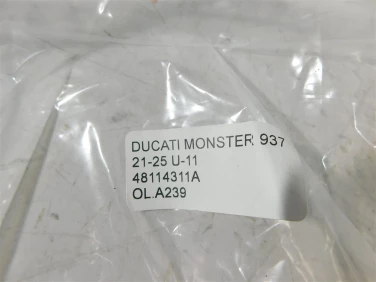 DUCATI MONSTER 937
21-25 U-11
48114311A
OL.A239